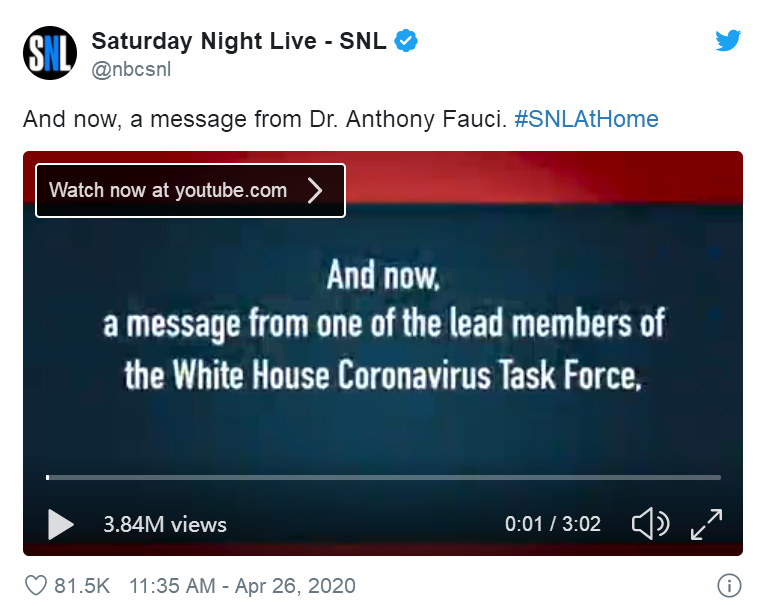 SNL
Saturday Night Live - SNL
@nbcsnl
And now, a message from Dr. Anthony Fauci. #SNLAtHome
Watch now at youtube.com
And now,
a message from one of the lead members of
the White House Coronavirus Task Force.
3.84M views
0:01 / 3:02
81.5K 11:35 AM - Apr 26, 2020